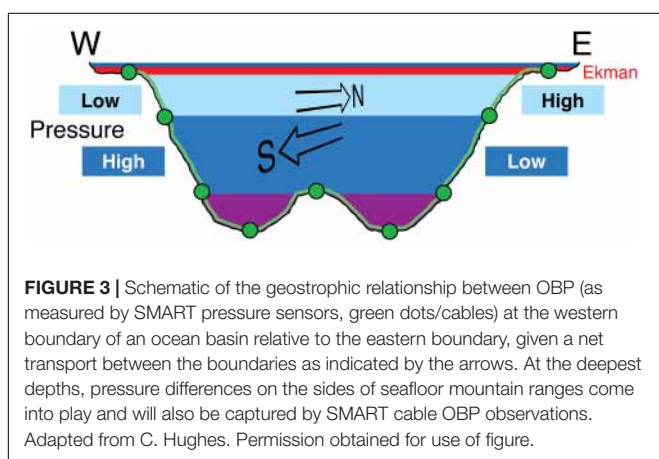 W E
Ekman
Low N High
Pressure
High S Low
FIGURE 3 | Schematic of the geostrophic relationship between OBP (as
measured by SMART pressure sensors, green dots/cables) at the western
boundary of an ocean basin relative to the eastern boundary, given a net
transport between the boundaries as indicated by the arrows. At the deepest
depths, pressure differences on the sides of seafloor mountain ranges come
into play and will also be captured by SMART cable OBP observations.
Adapted from C. Hughes. Permission obtained for use of figure.